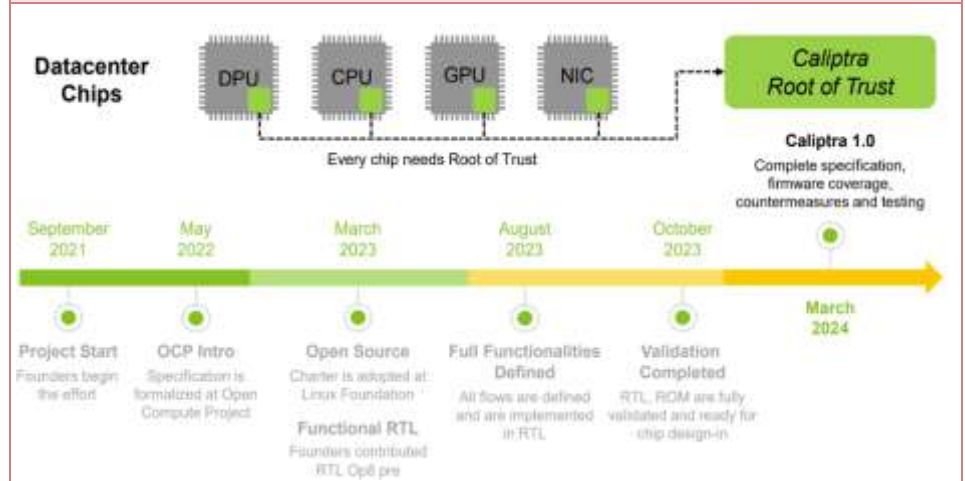 Datacenter
Chips
DPU
CPU
GPU
NIC
Caliptra
Root of Trust
Every chip needs Root of Trust
Caliptra 1.0
Complete specification,
firmware coverage,
countermeasures and testing
September
2021
May
2022
March
2023
August
2023
October
2023
March
2024
Project Start
Founders begin
the effort
OCP Intro
Specification is
formalized at Open
Compute Project
Open Source
Charter is adopted at
Linux Foundation
Functional RTL
Founders contributed
RTL 0p8 pre
Full Functionalities
Defined
All flows are defined
and are implemented
in RTL
Validation
Completed
RTL, ROM are fully
validated and ready for
chip design-in